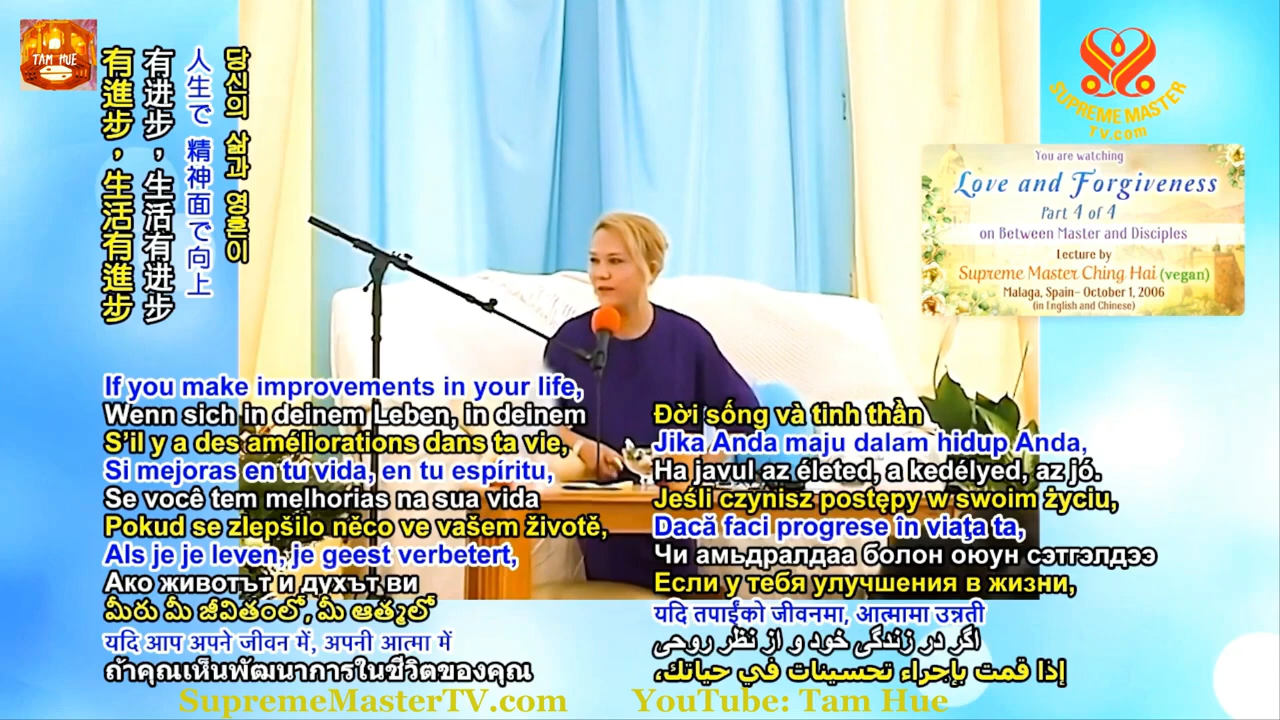 TAM HUE
有進步，生活有進步
有进步，生活有进步
人生で 精神面で向上
당신의 삶과 영혼이
SUPREME MASTER
TV.com
You are watching
Love and Forgiveness
Part 4 of 4
on Between Master and Disciples
Lecture by
Supreme Master Ching Hai (vegan)
Malaga, Spain– October 1, 2006
(in English and Chinese)
If you make improvements in your life,
Wenn sich in deinem Leben, in deinem
S'il y a des améliorations dans ta vie,
Si mejoras en tu vida, en tu espíritu,
Se você tem melhorias na sua vida
Pokud se zlepšilo něco ve vašem životě,
Als je je leven, je geest verbetert,
Ако животът и духът ви
మీరు మీ జీవితంలో, మీ ఆత్మలో
यदि आप अपने जीवन में, अपनी आत्मा में
ถ้าคุณเห็นพัฒนาการในชีวิตของคุณ
Đời sống và tinh thần
Jika Anda maju dalam hidup Anda,
Ha javul az életed, a kedélyed, az jó.
Jeśli czynisz postępy w swoim życiu,
Dacă faci progrese în viaţa ta,
Чи амьдралдаа болон оюун сэтгэлдээ
Если у тебя улучшения в жизни,
यदि तपाईंको जीवनमा, आत्मामा उन्नती
اگر در زندگی خود و از نظر روحی
إذا قمت بإجراء تحسينات في حياتك،
SupremeMasterTV.com
YouTube: Tam Hue